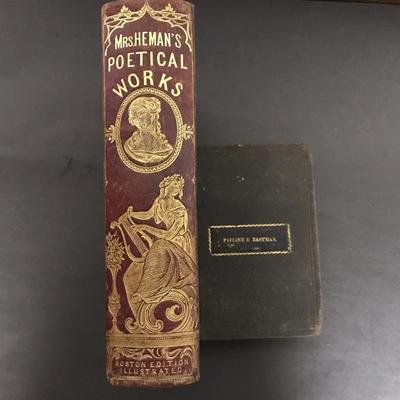 MRS. HEMAN'S
POETICAL
WORKS
BOSTON EDITION
ILLUSTRATED
PAULINE S. EASTMAN.